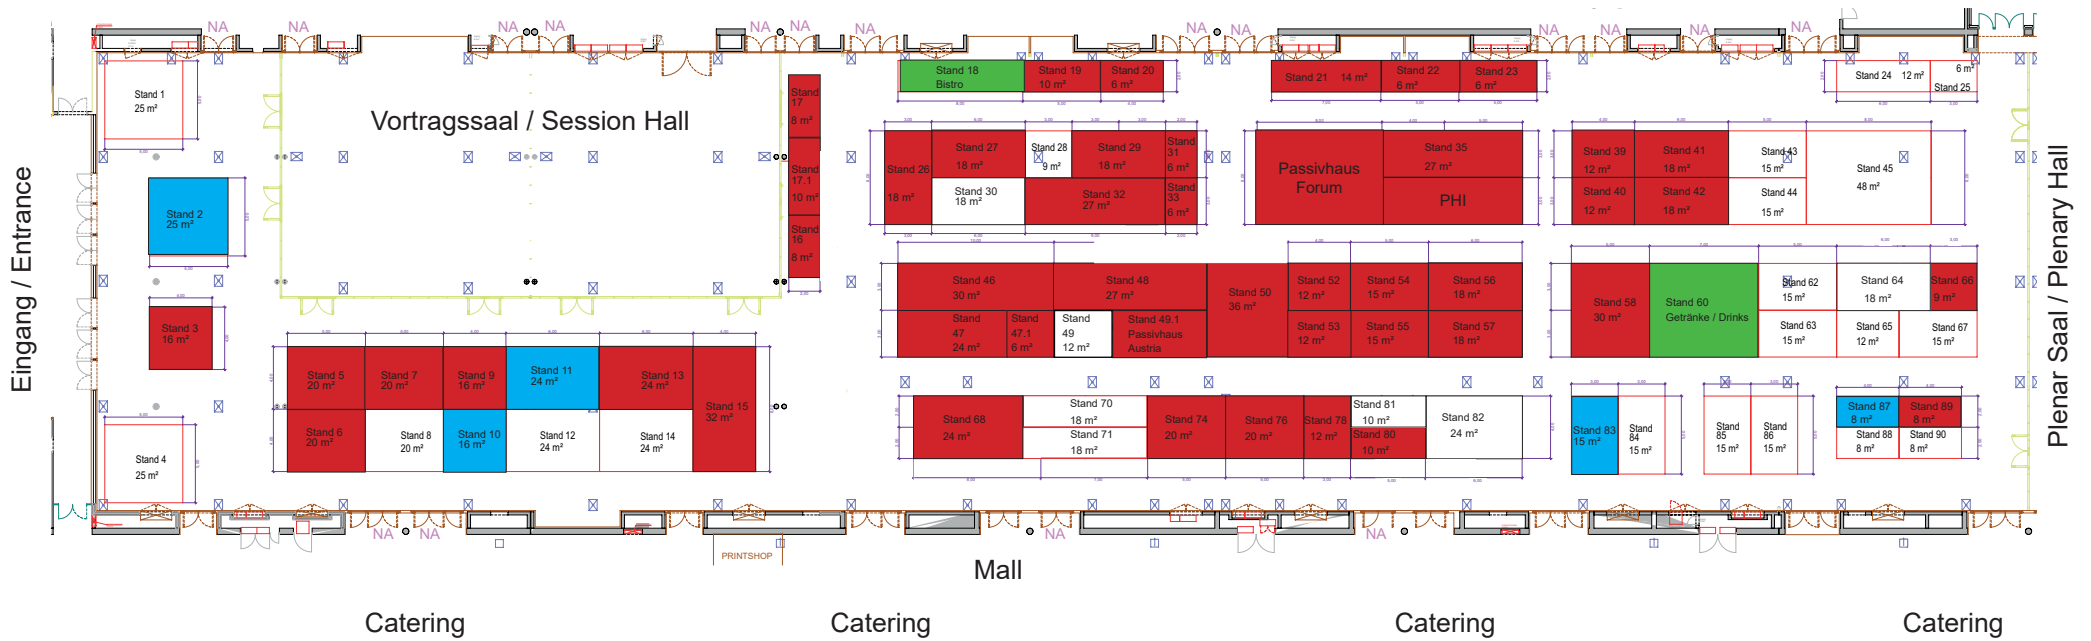 NA
NA
NA
NA
NA
NA
NA
NA
NA
NA
NA
NA
NA
Stand 1
25 m²
Vortragssaal / Session Hall
Stand
17
8 m²
Stand 18
Bistro
Stand 19
10 m²
Stand 20
6 m²
Stand 21 14 m²
Stand 22
6 m²
Stand 23
6 m²
Stand 24 12 m²
6 m²
Stand 25
Eingang / Entrance
Stand 2
25 m²
Stand
17.1
10 m²
Stand
16
8 m²
Stand 26
18 m²
Stand 27
18 m²
Stand 28
9 m²
Stand 29
18 m²
Stand
31
6 m²
Stand 30
18 m²
Stand 32
27 m²
Stand
33
6 m²
Passivhaus
Forum
Stand 35
27 m²
PHI
Stand 39
12 m²
Stand 41
18 m²
Stand 43
15 m²
Stand 45
48 m²
Stand 40
12 m²
Stand 42
18 m²
Stand 44
15 m²
Plenar Saal / Plenary Hall
Stand 3
16 m²
Stand 46
30 m²
Stand 48
27 m²
Stand 50
36 m²
Stand 52
12 m²
Stand 54
15 m²
Stand 56
18 m²
Stand
47
24 m²
Stand
47.1
6 m²
Stand
49
12 m²
Stand 49.1
Passivhaus
Austria
Stand 53
12 m²
Stand 55
15 m²
Stand 57
18 m²
Stand 58
30 m²
Stand 60
Getränke / Drinks
Stand 62
15 m²
Stand 64
18 m²
Stand 66
9 m²
Stand 63
15 m²
Stand 65
12 m²
Stand 67
15 m²
Stand 5
20 m²
Stand 7
20 m²
Stand 9
16 m²
Stand 11
24 m²
Stand 13
24 m²
Stand 15
32 m²
Stand 6
20 m²
Stand 8
20 m²
Stand 10
16 m²
Stand 12
24 m²
Stand 14
24 m²
Stand 4
25 m²
Stand 68
24 m²
Stand 70
18 m²
Stand 71
18 m²
Stand 74
20 m²
Stand 76
20 m²
Stand 78
12 m²
Stand 81
10 m²
Stand 80
10 m²
Stand 82
24 m²
Stand 83
15 m²
Stand
84
15 m²
Stand
85
15 m²
Stand
86
15 m²
Stand 87
8 m²
Stand 89
8 m²
Stand 88
8 m²
Stand 90
8 m²
NA
NA
NA
NA
PRINTSHOP
Mall
Catering
Catering
Catering
Catering